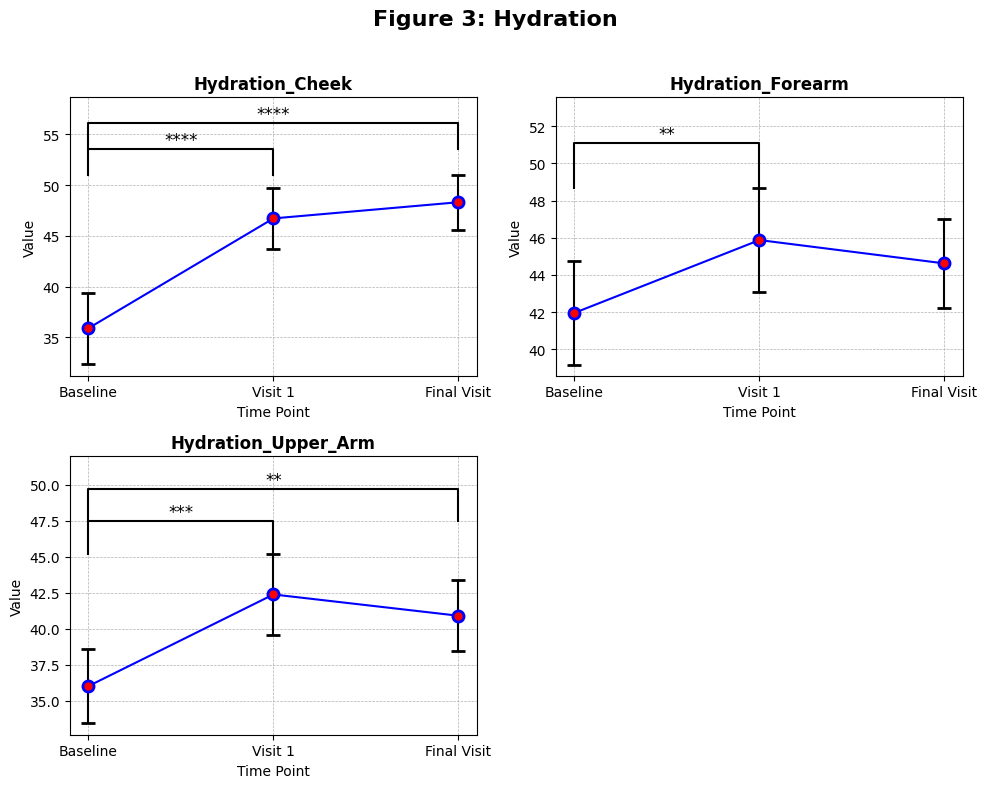 Figure 3: Hydration
Hydration_Cheek
****
****
55
50
45
40
35
Value
Baseline
Visit 1
Final Visit
Time Point
Hydration_Forearm
**
52
50
48
46
44
42
40
Value
Baseline
Visit 1
Final Visit
Time Point
Hydration_Upper_Arm
**
***
50.0
47.5
45.0
42.5
40.0
37.5
35.0
Value
Baseline
Visit 1
Final Visit
Time Point